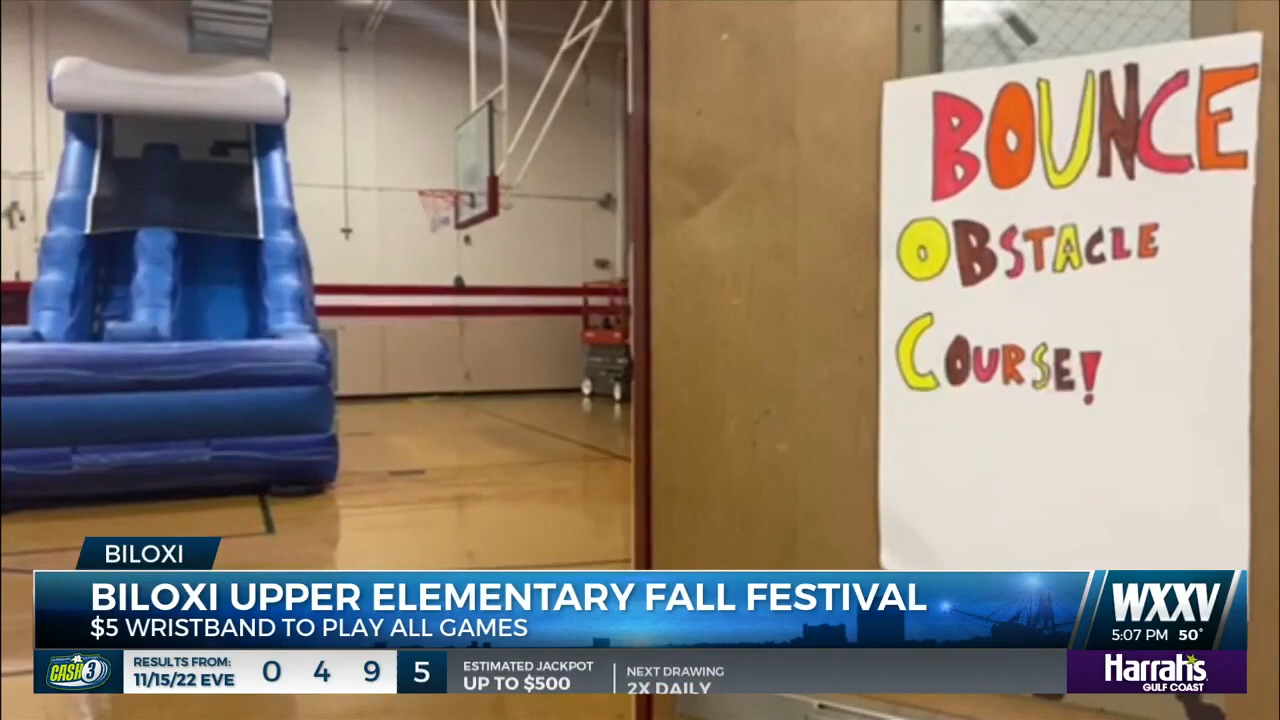 BOUNCE
OBSTACLE
COURSE!
BILOXI
BILOXI UPPER ELEMENTARY FALL FESTIVAL
$5 WRISTBAND TO PLAY ALL GAMES
WXXV
5:07 PM 50°
CASH 3
RESULTS FROM:
11/15/22 EVE
0 4 9 5
ESTIMATED JACKPOT
UP TO $500
NEXT DRAWING
2X DAILY
Harrah's
GULF COAST